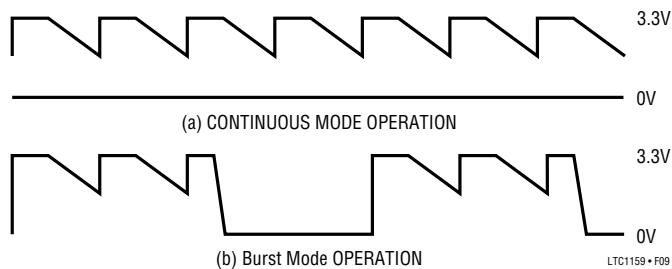 3.3V
0V
(a) CONTINUOUS MODE OPERATION
3.3V
0V
(b) Burst Mode OPERATION
LTC1159 • F09